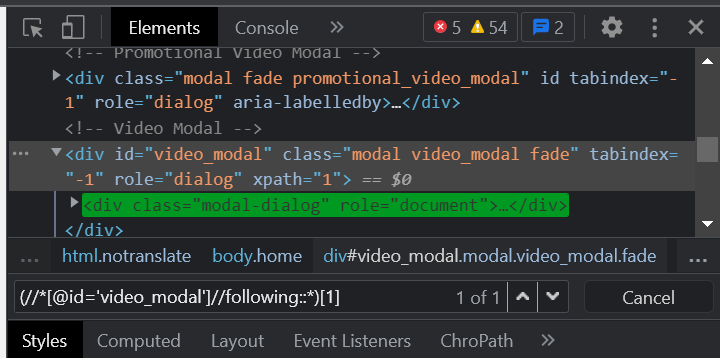 Elements Console » 5 54 2
<!-- Promotional Video Modal -->
<div class="modal fade promotional_video_modal" id tabindex="-
1" role="dialog" aria-labelledby>…</div>
<!-- Video Modal -->
<div id="video_modal" class="modal video_modal fade" tabindex=
"-1" role="dialog" xpath="1"> == $0
<div class="modal-dialog" role="document">…</div>
</div>
... html.notranslate body.home div#video_modal.modal.video_modal.fade ...
(//*[@id='video_modal']//following::*)[1] 1 of 1 Cancel
Styles Computed Layout Event Listeners ChroPath »